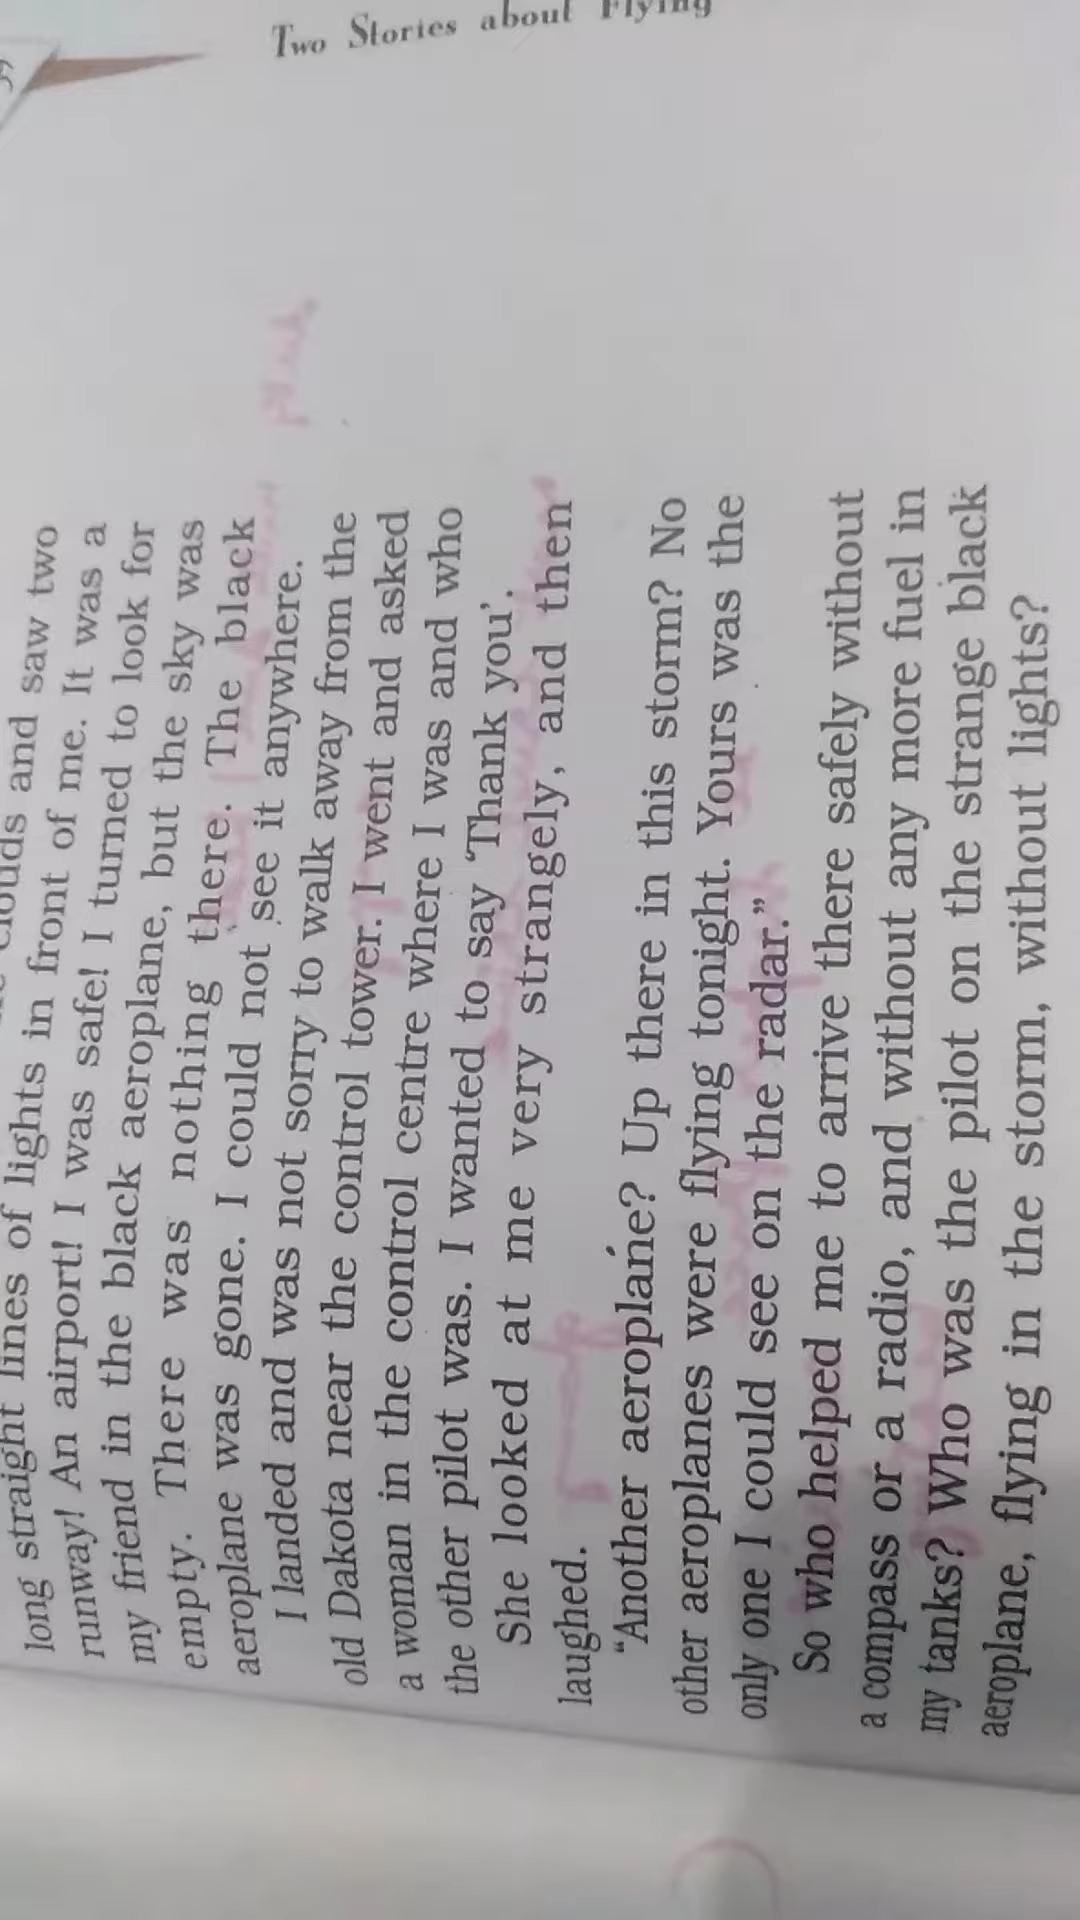 Two Stories about Flying
clouds and saw two
long straight lines of lights in front of me. It was a
runway! An airport! I was safe! I turned to look for
my friend in the black aeroplane, but the sky was
empty. There was nothing there. The black
aeroplane was gone. I could not see it anywhere.
I landed and was not sorry to walk away from the
old Dakota near the control tower. I went and asked
a woman in the control centre where I was and who
the other pilot was. I wanted to say ‘Thank you’.
She looked at me very strangely, and then
laughed.
“Another aeroplane? Up there in this storm? No
other aeroplanes were flying tonight. Yours was the
only one I could see on the radar.”
So who helped me to arrive there safely without
a compass or a radio, and without any more fuel in
my tanks? Who was the pilot on the strange black
aeroplane, flying in the storm, without lights?